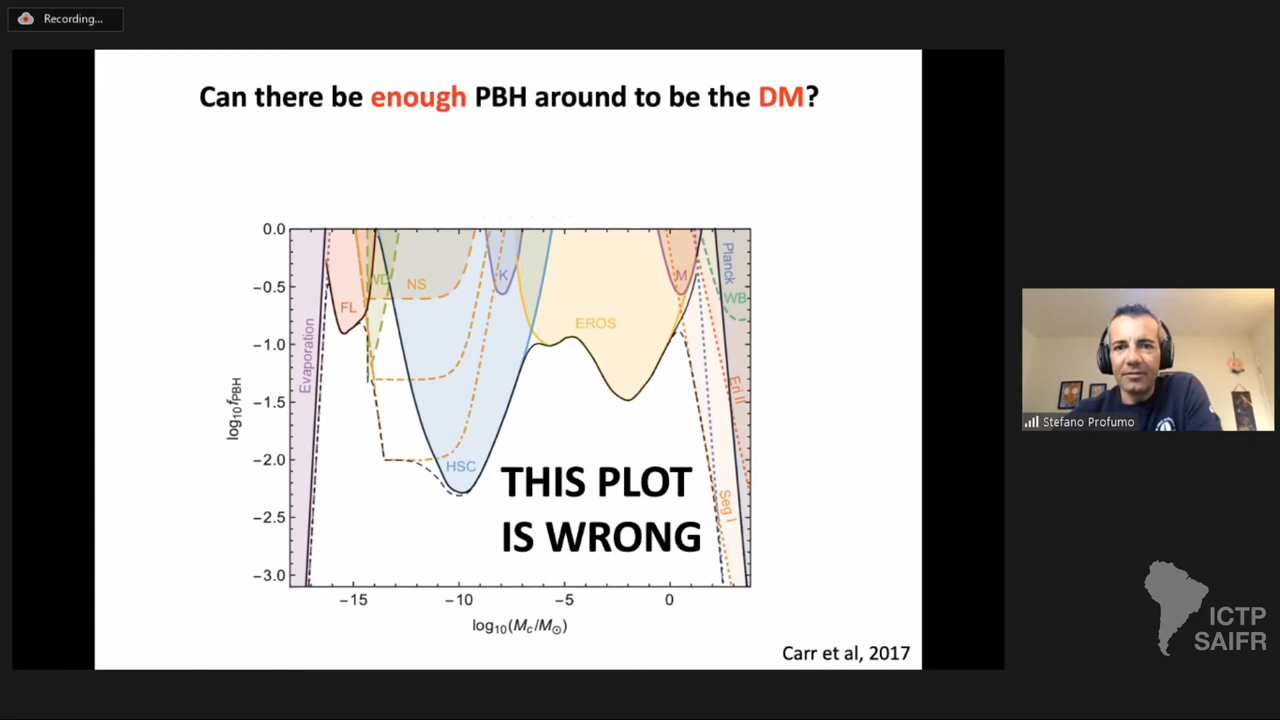 Recording...
Can there be enough PBH around to be the DM?
0.0
−0.5
−1.0
−1.5
−2.0
−2.5
−3.0
log₁₀fPBH
Evaporation
FL
WD
NS
K
HSC
EROS
M
Planck
WB
Eri II
Seg I
THIS PLOT
IS WRONG
−15
−10
−5
0
log₁₀(Mc/M⊙)
Carr et al, 2017
Stefano Profumo
ICTP
SAIFR